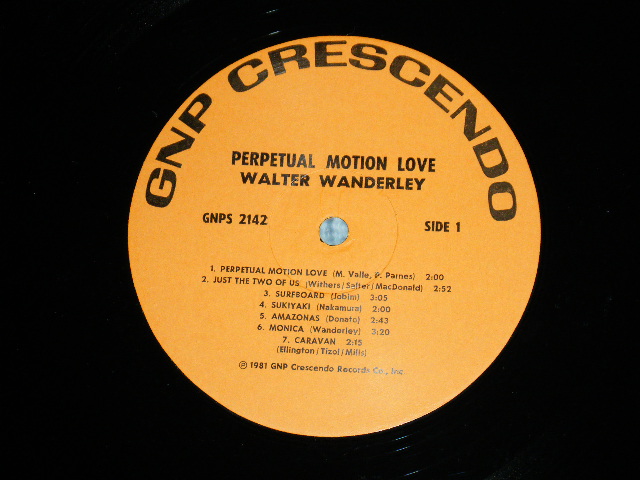 GNP CRESCENDO
PERPETUAL MOTION LOVE
WALTER WANDERLEY
GNPS 2142
SIDE 1
1. PERPETUAL MOTION LOVE (M. Valle, P. Parnes) 2:00
2. JUST THE TWO OF US (Withers/Salter/MacDonald) 2:52
3. SURFBOARD (Jobim) 3:05
4. SUKIYAKI (Nakamura) 2:00
5. AMAZONAS (Donato) 2:43
6. MONICA (Wanderley) 3:20
7. CARAVAN 2:15
(Ellington/Tizol/Mills)
℗ 1981 GNP Crescendo Records Co., Inc.